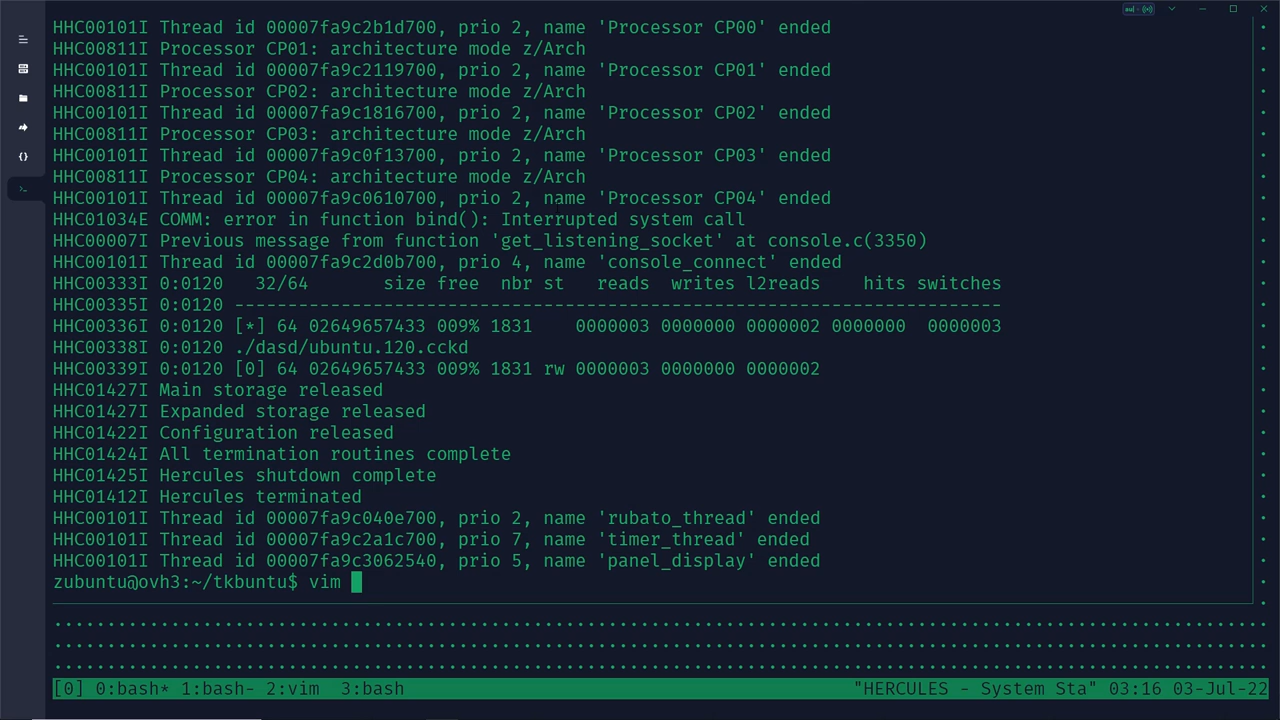 HHC00101I Thread id 00007fa9c2b1d700, prio 2, name 'Processor CP00' ended
HHC00811I Processor CP01: architecture mode z/Arch
HHC00101I Thread id 00007fa9c2119700, prio 2, name 'Processor CP01' ended
HHC00811I Processor CP02: architecture mode z/Arch
HHC00101I Thread id 00007fa9c1816700, prio 2, name 'Processor CP02' ended
HHC00811I Processor CP03: architecture mode z/Arch
HHC00101I Thread id 00007fa9c0f13700, prio 2, name 'Processor CP03' ended
HHC00811I Processor CP04: architecture mode z/Arch
HHC00101I Thread id 00007fa9c0610700, prio 2, name 'Processor CP04' ended
HHC01034E COMM: error in function bind(): Interrupted system call
HHC00007I Previous message from function 'get_listening_socket' at console.c(3350)
HHC00101I Thread id 00007fa9c2d0b700, prio 4, name 'console_connect' ended
HHC00333I 0:0120   32/64       size free  nbr st   reads  writes l2reads    hits switches
HHC00335I 0:0120 ------------------------------------------------------------------------
HHC00336I 0:0120 [*] 64 02649657433 009% 1831    0000003 0000000 0000002 0000000  0000003
HHC00338I 0:0120 ./dasd/ubuntu.120.cckd
HHC00339I 0:0120 [0] 64 02649657433 009% 1831 rw 0000003 0000000 0000002
HHC01427I Main storage released
HHC01427I Expanded storage released
HHC01422I Configuration released
HHC01424I All termination routines complete
HHC01425I Hercules shutdown complete
HHC01412I Hercules terminated
HHC00101I Thread id 00007fa9c040e700, prio 2, name 'rubato_thread' ended
HHC00101I Thread id 00007fa9c2a1c700, prio 7, name 'timer_thread' ended
HHC00101I Thread id 00007fa9c3062540, prio 5, name 'panel_display' ended
zubuntu@ovh3:~/tkbuntu$ vim
[0] 0:bash* 1:bash- 2:vim  3:bash "HERCULES - System Sta" 03:16 03-Jul-22